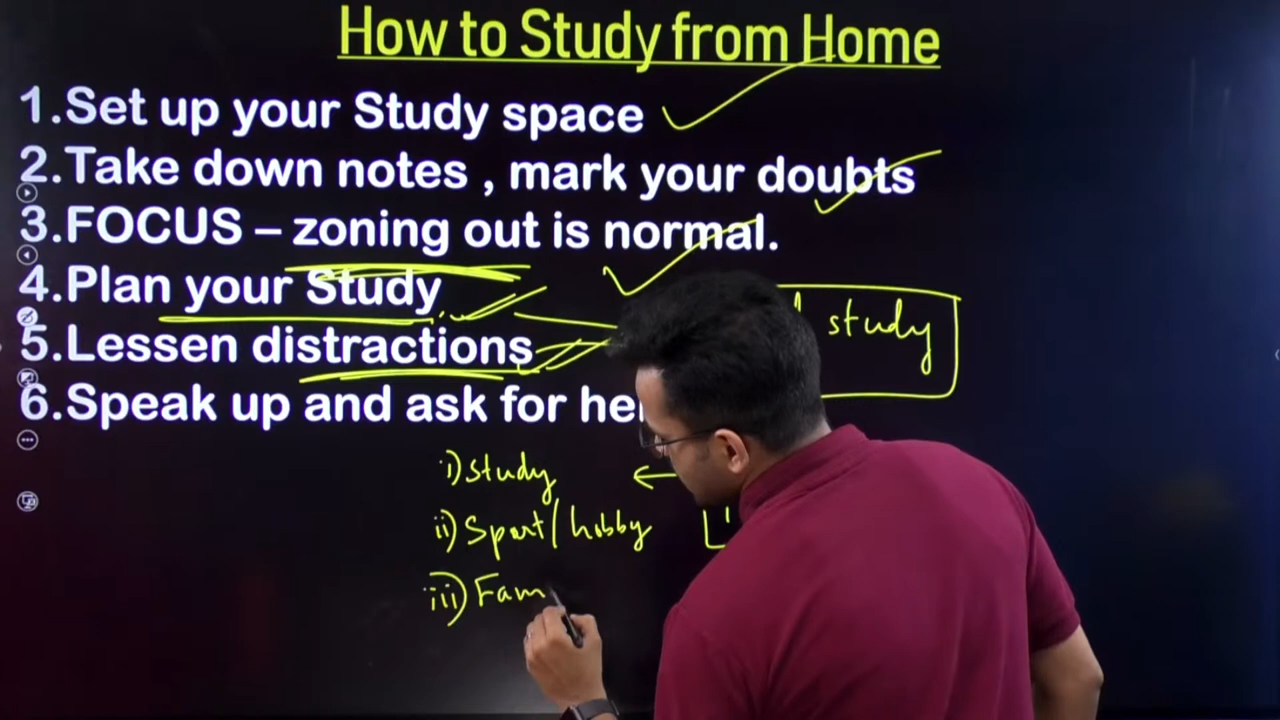 How to Study from Home
1.Set up your Study space
2.Take down notes , mark your doubts
3.FOCUS – zoning out is normal.
4.Plan your Study
study
5.Lessen distractions
6.Speak up and ask for
i) study
ii) Sport/hobby
iii) Fam